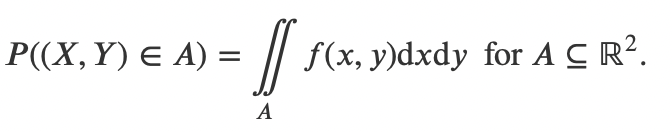 P((X, Y) ∈ A) = ∬_A f(x, y)dxdy for A ⊆ ℝ².